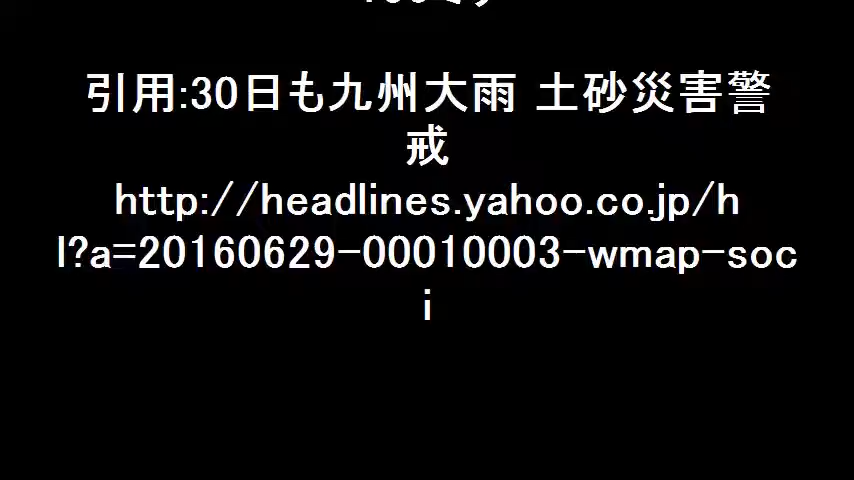 引用:30日も九州大雨 土砂災害警
戒
http://headlines.yahoo.co.jp/h
l?a=20160629-00010003-wmap-soc
i